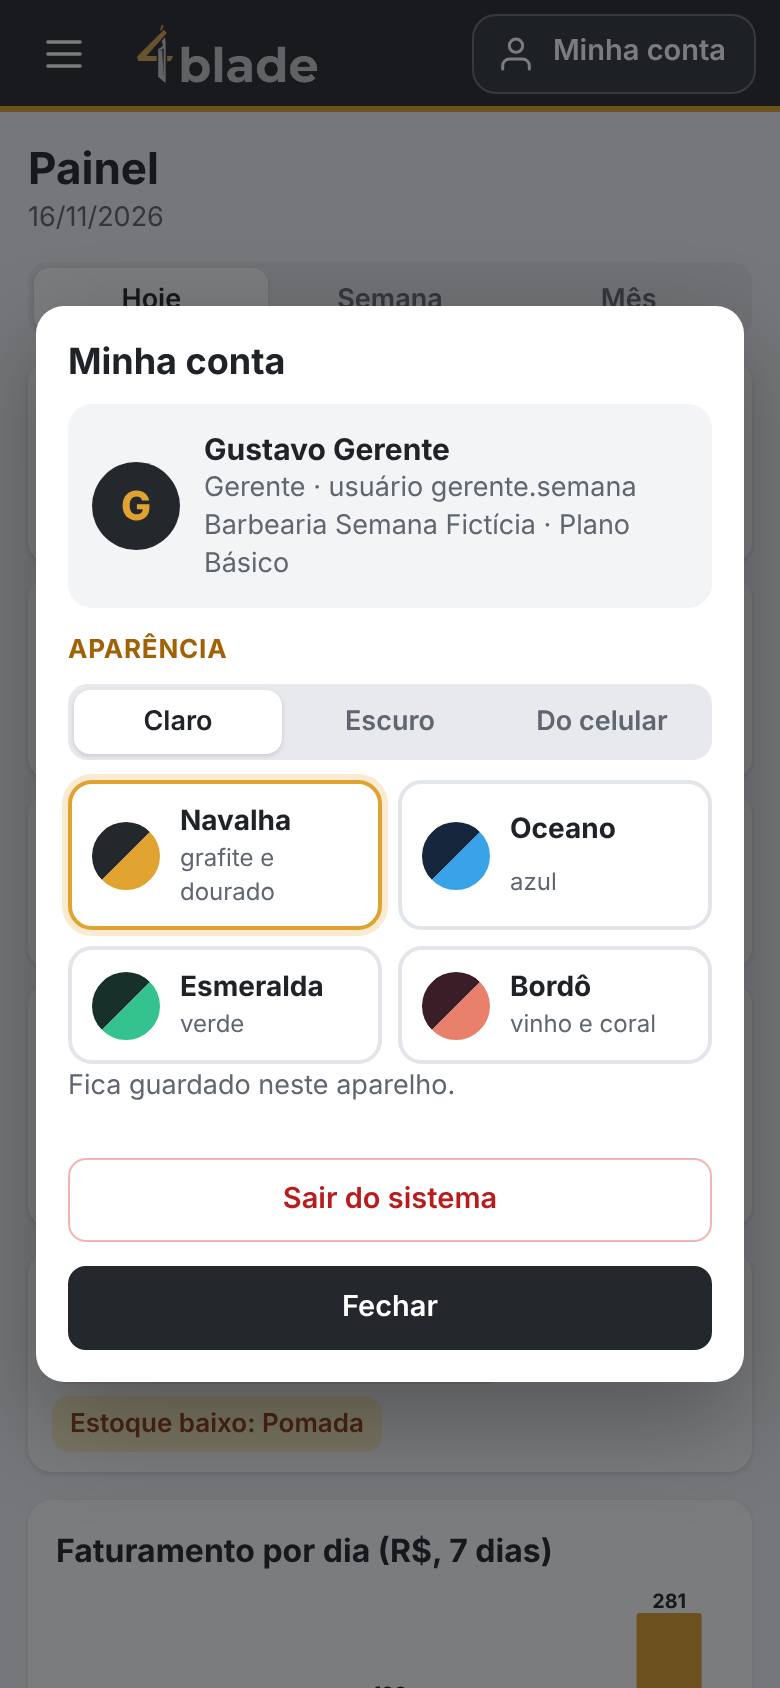 4blade
Minha conta
Painel
16/11/2026
Hoje
Semana
Mês
Minha conta
G
Gustavo Gerente
Gerente · usuário gerente.semana
Barbearia Semana Fictícia · Plano
Básico
APARÊNCIA
Claro
Escuro
Do celular
Navalha
grafite e
dourado
Oceano
azul
Esmeralda
verde
Bordô
vinho e coral
Fica guardado neste aparelho.
Sair do sistema
Fechar
Estoque baixo: Pomada
Faturamento por dia (R$, 7 dias)
281